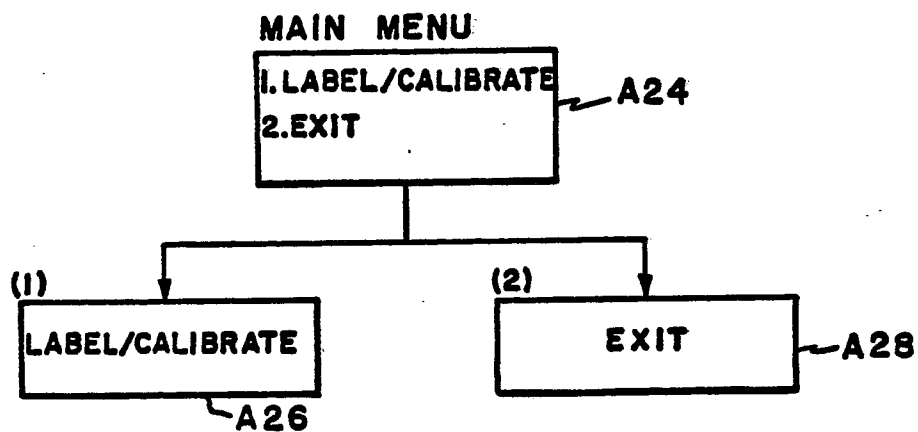 MAIN MENU
1. LABEL/CALIBRATE
2. EXIT
A24
(1)
LABEL/CALIBRATE
A26
(2)
EXIT
A28